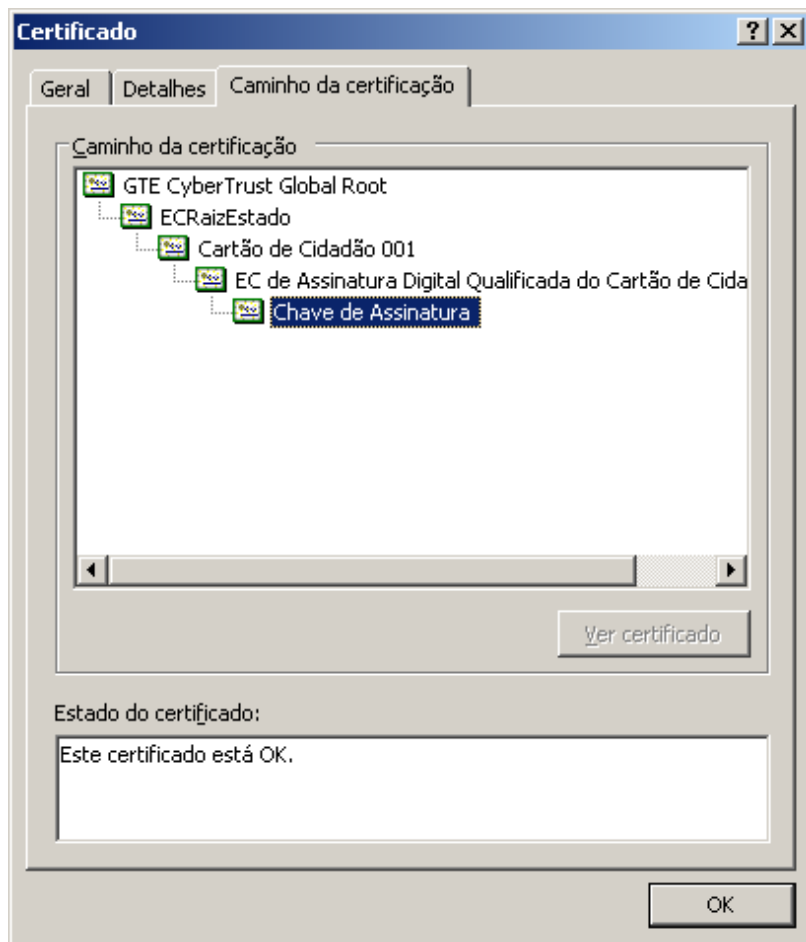 Certificado
Geral Detalhes Caminho da certificação
Caminho da certificação
GTE CyberTrust Global Root
ECRaizEstado
Cartão de Cidadão 001
EC de Assinatura Digital Qualificada do Cartão de Cida
Chave de Assinatura
Ver certificado
Estado do certificado:
Este certificado está OK.
OK